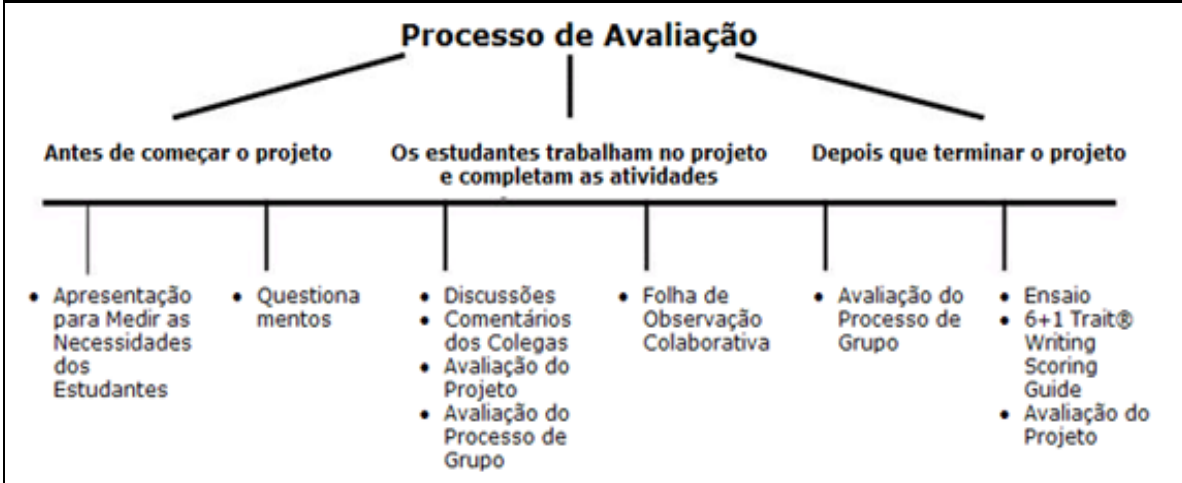 Processo de Avaliação
Antes de começar o projeto
Os estudantes trabalham no projeto
e completam as atividades
Depois que terminar o projeto
• Apresentação
para Medir as
Necessidades
dos
Estudantes
• Questiona
mentos
• Discussões
• Comentários
dos Colegas
• Avaliação do
Projeto
• Avaliação do
Processo de
Grupo
• Folha de
Observação
Colaborativa
• Avaliação do
Processo de
Grupo
• Ensaio
• 6+1 Trait®
Writing
Scoring
Guide
• Avaliação do
Projeto